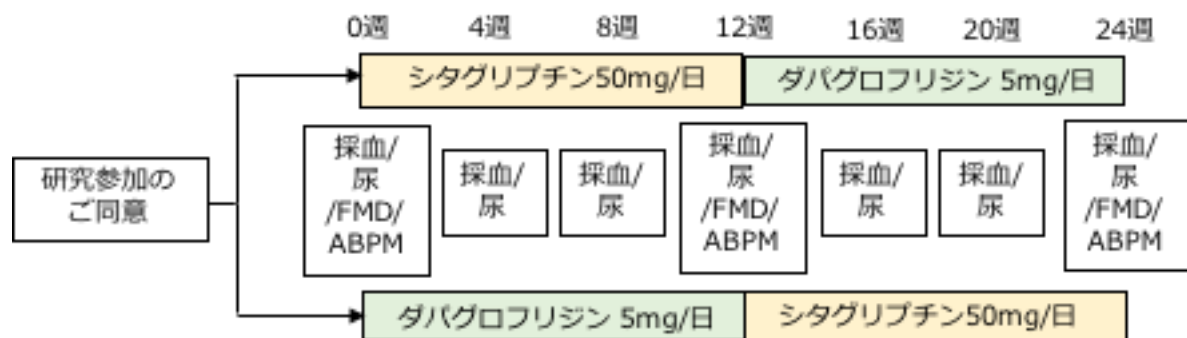 0週 4週 8週 12週 16週 20週 24週
シタグリプチン50mg/日 ダパグロフリジン 5mg/日
研究参加の
ご同意
採血/
尿
/FMD/
ABPM
採血/
尿
採血/
尿
採血/
尿
/FMD/
ABPM
採血/
尿
採血/
尿
採血/
尿
/FMD/
ABPM
ダパグロフリジン 5mg/日 シタグリプチン50mg/日